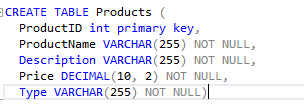 CREATE TABLE Products (
ProductID int primary key,
ProductName VARCHAR(255) NOT NULL,
Description VARCHAR(255) NOT NULL,
Price DECIMAL(10, 2) NOT NULL,
Type VARCHAR(255) NOT NULL)